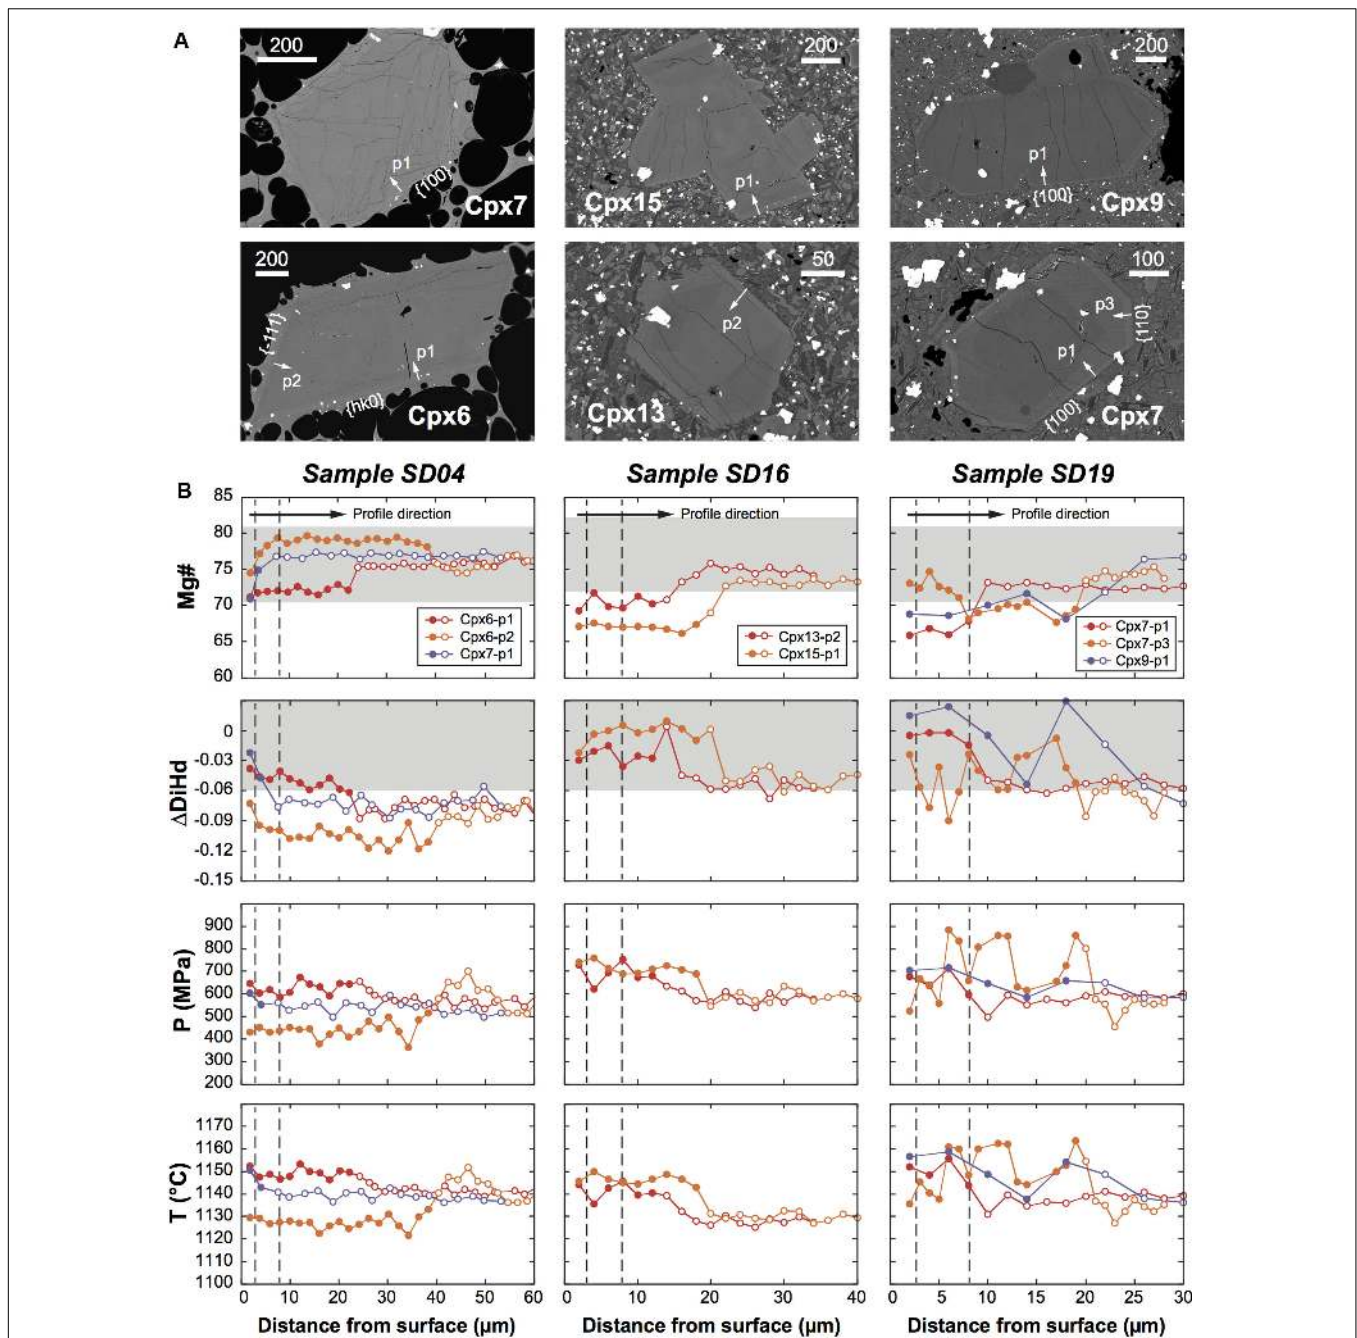 A
200
p1
{100}
Cpx7
200
p1
Cpx15
200
p1
{100}
Cpx9
200
{-111}
p2
p1
{hk0}
Cpx6
50
p2
Cpx13
100
p3
{110}
p1
{100}
Cpx7
B
Sample SD04
Sample SD16
Sample SD19
Mg#
85
80
75
70
65
60
Profile direction
Cpx6-p1
Cpx6-p2
Cpx7-p1
Profile direction
Cpx13-p2
Cpx15-p1
Profile direction
Cpx7-p1
Cpx7-p3
Cpx9-p1
ΔDiHd
0
-0.03
-0.06
-0.09
-0.12
-0.15
P (MPa)
900
800
700
600
500
400
300
200
T (°C)
1170
1160
1150
1140
1130
1120
1110
1100
0 10 20 30 40 50 60
0 10 20 30 40
0 5 10 15 20 25 30
Distance from surface (µm)
Distance from surface (µm)
Distance from surface (µm)